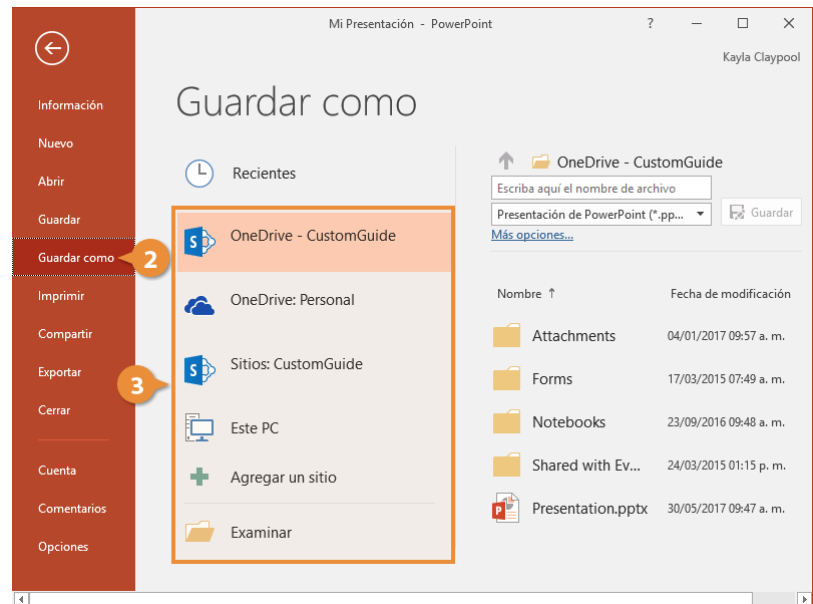 Mi Presentación - PowerPoint
?
Kayla Claypool
Información
Nuevo
Abrir
Guardar
Guardar como
Imprimir
Compartir
Exportar
Cerrar
Cuenta
Comentarios
Opciones
2
3
Guardar como
Recientes
OneDrive - CustomGuide
OneDrive: Personal
Sitios: CustomGuide
Este PC
Agregar un sitio
Examinar
OneDrive - CustomGuide
Escriba aquí el nombre de archivo
Presentación de PowerPoint (*.pp...
Guardar
Más opciones...
Nombre ↑ Fecha de modificación
Attachments 04/01/2017 09:57 a. m.
Forms 17/03/2015 07:49 a. m.
Notebooks 23/09/2016 09:48 a. m.
Shared with Ev... 24/03/2015 01:15 p. m.
Presentation.pptx 30/05/2017 09:47 a. m.